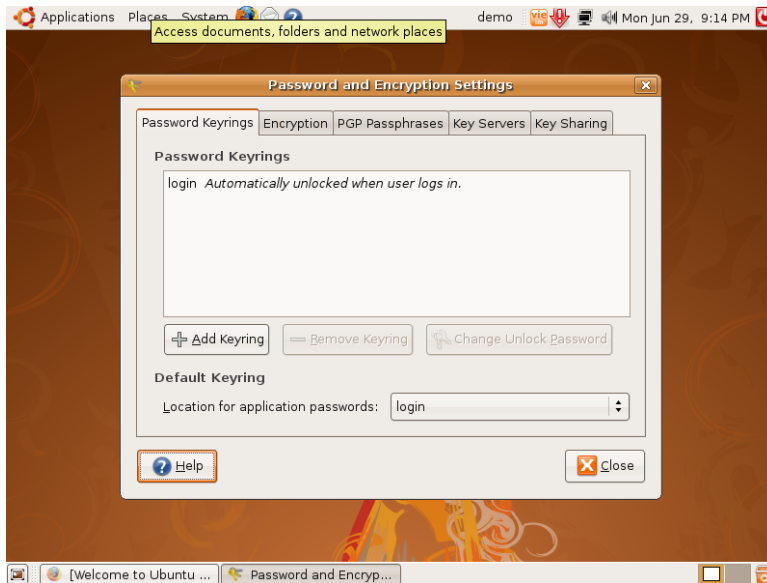 Applications Places System demo vie Mon Jun 29, 9:14 PM
Access documents, folders and network places
Password and Encryption Settings
Password Keyrings Encryption PGP Passphrases Key Servers Key Sharing
Password Keyrings
login Automatically unlocked when user logs in.
Add Keyring Remove Keyring Change Unlock Password
Default Keyring
Location for application passwords: login
Help Close
[Welcome to Ubuntu ... Password and Encryp...